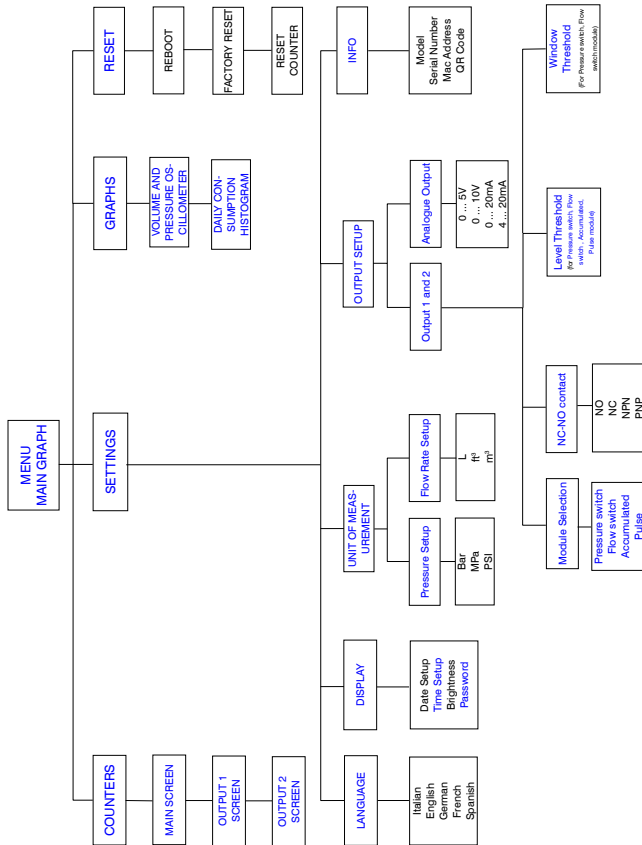 MENU
MAIN GRAPH
COUNTERS
SETTINGS
GRAPHS
RESET
MAIN SCREEN
OUTPUT 1
SCREEN
OUTPUT 2
SCREEN
VOLUME AND
PRESSURE OS-
CILLOMETER
DAILY CON-
SUMPTION
HISTOGRAM
REBOOT
FACTORY RESET
RESET
COUNTER
LANGUAGE
DISPLAY
UNIT OF MEAS-
UREMENT
OUTPUT SETUP
INFO
Italian
English
German
French
Spanish
Date Setup
Time Setup
Brightness
Password
Pressure Setup
Flow Rate Setup
Bar
MPa
PSI
L
ft³
m³
Output 1 and 2
Analogue Output
0 ... 5V
0 ... 10V
0 ... 20mA
4 ... 20mA
Model
Serial Number
Mac Address
QR Code
Module Selection
NC-NO contact
Level Threshold
(for Pressure switch, Flow
switch , Accumulated,
Pulse module)
Window
Threshold
(For Pressure switch, Flow
switch module)
Pressure switch
Flow switch
Accumulated
Pulse
NO
NC
NPN
PNP